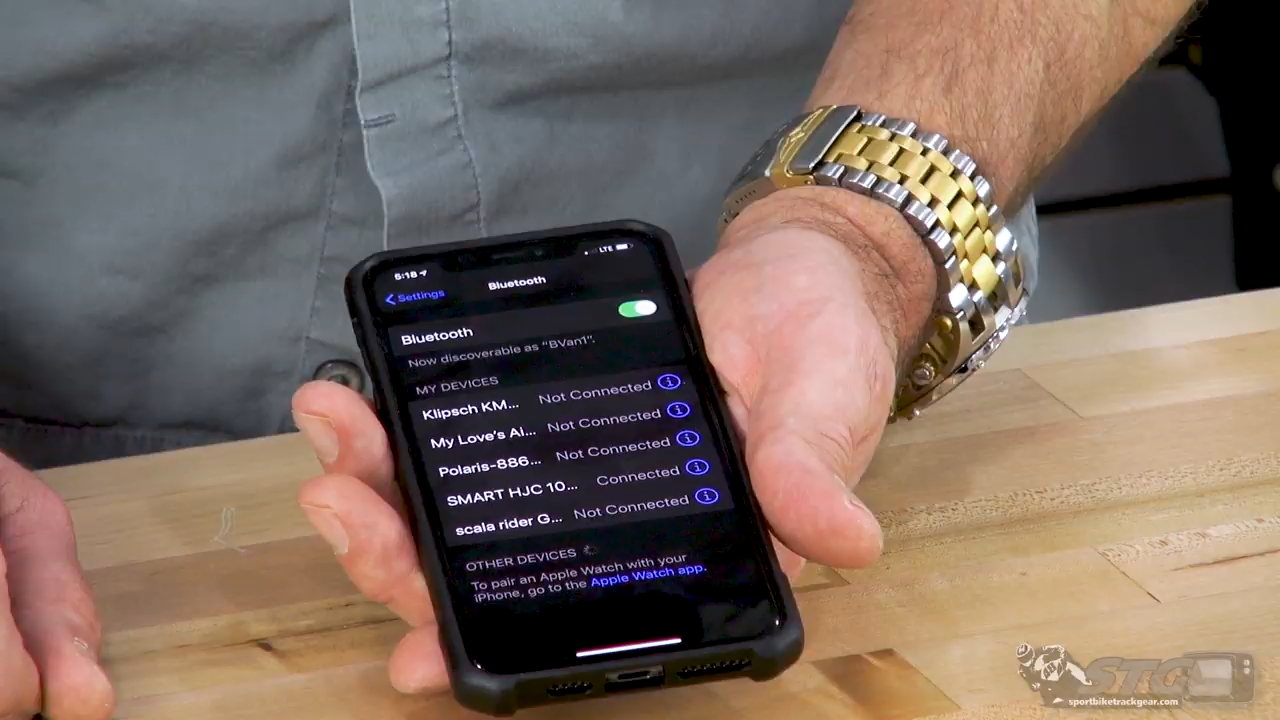 5:18 LTE
Settings Bluetooth
Bluetooth
Now discoverable as "BVan1".
MY DEVICES
Klipsch KM... Not Connected
My Love's Ai... Not Connected
Polaris-886... Not Connected
SMART HJC 10... Connected
scala rider G... Not Connected
OTHER DEVICES
To pair an Apple Watch with your
iPhone, go to the Apple Watch app.
STG
sportbiketrackgear.com